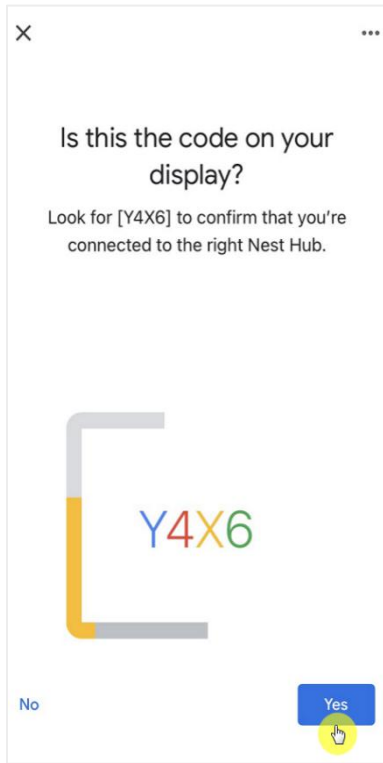 Is this the code on your
display?
Look for [Y4X6] to confirm that you're
connected to the right Nest Hub.
Y4X6
No
Yes